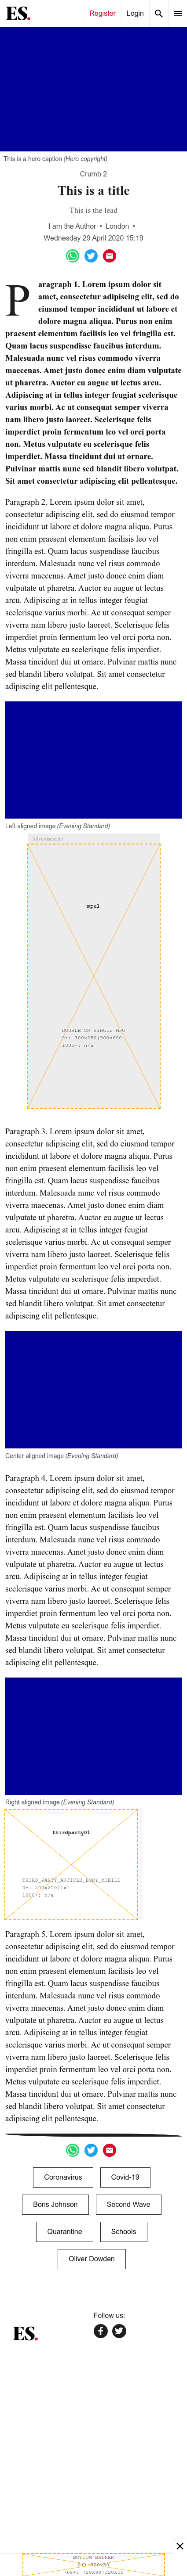 ES.
Register
Login
This is a hero caption (Hero copyright)
Crumb 2
This is a title
This is the lead
I am the Author • London •
Wednesday 29 April 2020 15:19
Paragraph 1. Lorem ipsum dolor sit
amet, consectetur adipiscing elit, sed do
eiusmod tempor incididunt ut labore et
dolore magna aliqua. Purus non enim
praesent elementum facilisis leo vel enim fringilla est.
Quam lacus suspendisse faucibus interdum.
Malesuada nunc vel risus commodo viverra
maecenas. Amet justo donec enim diam vulputate
ut pharetra. Auctor eu augue ut lectus arcu.
Adipiscing at in tellus integer feugiat scelerisque
varius morbi. Ac ut consequat semper viverra
nam libero justo laoreet. Scelerisque felis
imperdiet proin fermentum leo vel orci porta
non. Metus vulputate eu scelerisque felis
imperdiet. Massa tincidunt dui ut ornare.
Pulvinar mattis nunc sed blandit libero volutpat.
Sit amet consectetur adipiscing elit pellentesque.
Paragraph 2. Lorem ipsum dolor sit amet,
consectetur adipiscing elit, sed do eiusmod tempor
incididunt ut labore et dolore magna aliqua. Purus
non enim praesent elementum facilisis leo vel
fringilla est. Quam lacus suspendisse faucibus
interdum. Malesuada nunc vel risus commodo
viverra maecenas. Amet justo donec enim diam
vulputate ut pharetra. Auctor eu augue ut lectus
arcu. Adipiscing at in tellus integer feugiat
scelerisque varius morbi. Ac ut consequat semper
viverra nam libero justo laoreet. Scelerisque felis
imperdiet proin fermentum leo vel orci porta non.
Metus vulputate eu scelerisque felis imperdiet.
Massa tincidunt dui ut ornare. Pulvinar mattis nunc
sed blandit libero volutpat. Sit amet consectetur
adipiscing elit pellentesque.
Left aligned image (Evening Standard)
Advertisement
mpu1
DOUBLE_OR_SINGLE_MPU
0+: 300x250|300x600
1000+: n/a
Paragraph 3. Lorem ipsum dolor sit amet,
consectetur adipiscing elit, sed do eiusmod tempor
incididunt ut labore et dolore magna aliqua. Purus
non enim praesent elementum facilisis leo vel
fringilla est. Quam lacus suspendisse faucibus
interdum. Malesuada nunc vel risus commodo
viverra maecenas. Amet justo donec enim diam
vulputate ut pharetra. Auctor eu augue ut lectus
arcu. Adipiscing at in tellus integer feugiat
scelerisque varius morbi. Ac ut consequat semper
viverra nam libero justo laoreet. Scelerisque felis
imperdiet proin fermentum leo vel orci porta non.
Metus vulputate eu scelerisque felis imperdiet.
Massa tincidunt dui ut ornare. Pulvinar mattis nunc
sed blandit libero volutpat. Sit amet consectetur
adipiscing elit pellentesque.
Center aligned image (Evening Standard)
Paragraph 4. Lorem ipsum dolor sit amet,
consectetur adipiscing elit, sed do eiusmod tempor
incididunt ut labore et dolore magna aliqua. Purus
non enim praesent elementum facilisis leo vel
fringilla est. Quam lacus suspendisse faucibus
interdum. Malesuada nunc vel risus commodo
viverra maecenas. Amet justo donec enim diam
vulputate ut pharetra. Auctor eu augue ut lectus
arcu. Adipiscing at in tellus integer feugiat
scelerisque varius morbi. Ac ut consequat semper
viverra nam libero justo laoreet. Scelerisque felis
imperdiet proin fermentum leo vel orci porta non.
Metus vulputate eu scelerisque felis imperdiet.
Massa tincidunt dui ut ornare. Pulvinar mattis nunc
sed blandit libero volutpat. Sit amet consectetur
adipiscing elit pellentesque.
Right aligned image (Evening Standard)
thirdparty01
THIRD_PARTY_ARTICLE_BODY_MOBILE
0+: 300x250|1x1
1000+: n/a
Paragraph 5. Lorem ipsum dolor sit amet,
consectetur adipiscing elit, sed do eiusmod tempor
incididunt ut labore et dolore magna aliqua. Purus
non enim praesent elementum facilisis leo vel
fringilla est. Quam lacus suspendisse faucibus
interdum. Malesuada nunc vel risus commodo
viverra maecenas. Amet justo donec enim diam
vulputate ut pharetra. Auctor eu augue ut lectus
arcu. Adipiscing at in tellus integer feugiat
scelerisque varius morbi. Ac ut consequat semper
viverra nam libero justo laoreet. Scelerisque felis
imperdiet proin fermentum leo vel orci porta non.
Metus vulputate eu scelerisque felis imperdiet.
Massa tincidunt dui ut ornare. Pulvinar mattis nunc
sed blandit libero volutpat. Sit amet consectetur
adipiscing elit pellentesque.
Coronavirus
Covid-19
Boris Johnson
Second Wave
Quarantine
Schools
Oliver Dowden
Follow us:
ES.
BOTTOM_BANNER
0+: 320x50
768+: 728x90|320x50